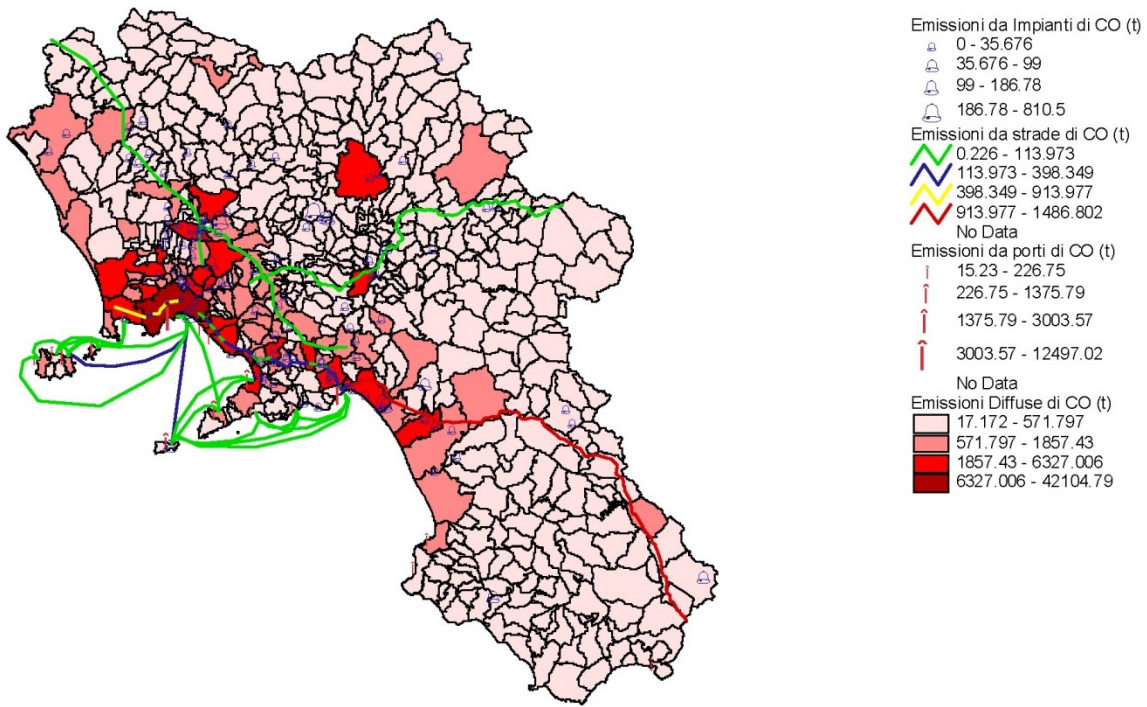 Emissioni da Impianti di CO (t)
0 - 35.676
35.676 - 99
99 - 186.78
186.78 - 810.5
Emissioni da strade di CO (t)
0.226 - 113.973
113.973 - 398.349
398.349 - 913.977
913.977 - 1486.802
No Data
Emissioni da porti di CO (t)
15.23 - 226.75
226.75 - 1375.79
1375.79 - 3003.57
3003.57 - 12497.02
No Data
Emissioni Diffuse di CO (t)
17.172 - 571.797
571.797 - 1857.43
1857.43 - 6327.006
6327.006 - 42104.79